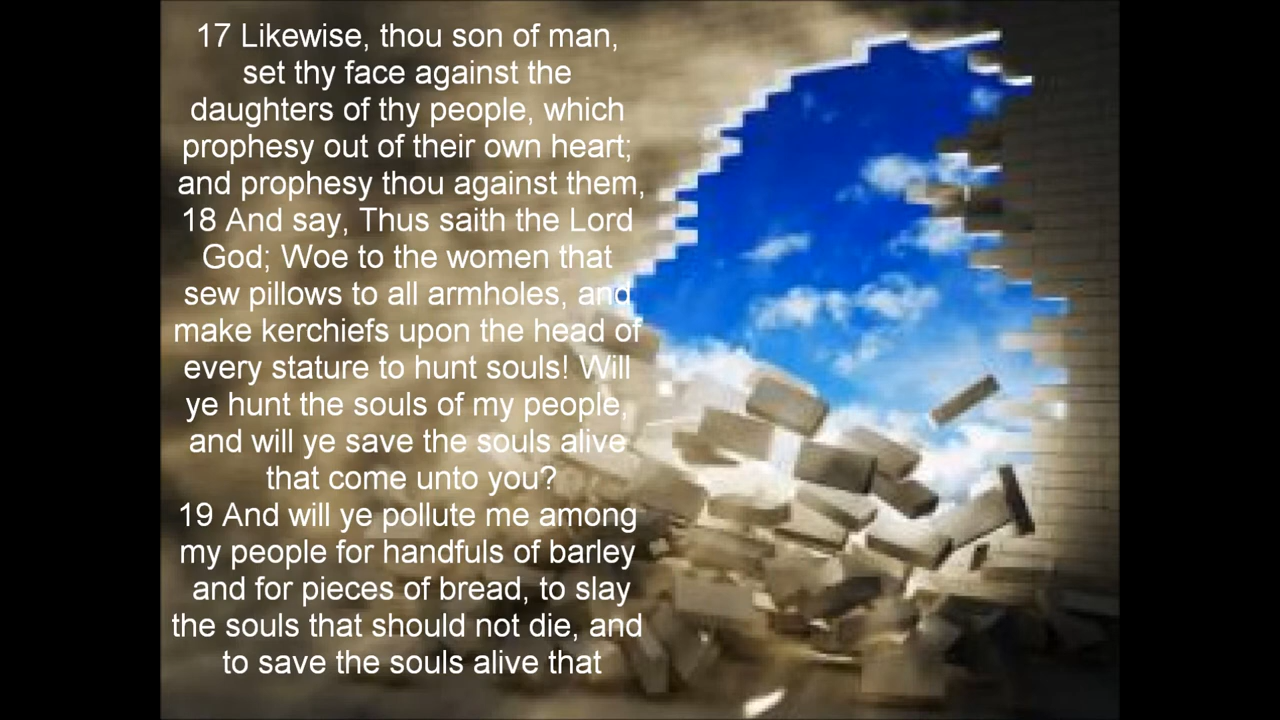 17 Likewise, thou son of man,
set thy face against the
daughters of thy people, which
prophesy out of their own heart;
and prophesy thou against them,
18 And say, Thus saith the Lord
God; Woe to the women that
sew pillows to all armholes, and
make kerchiefs upon the head of
every stature to hunt souls! Will
ye hunt the souls of my people,
and will ye save the souls alive
that come unto you?
19 And will ye pollute me among
my people for handfuls of barley
and for pieces of bread, to slay
the souls that should not die, and
to save the souls alive that